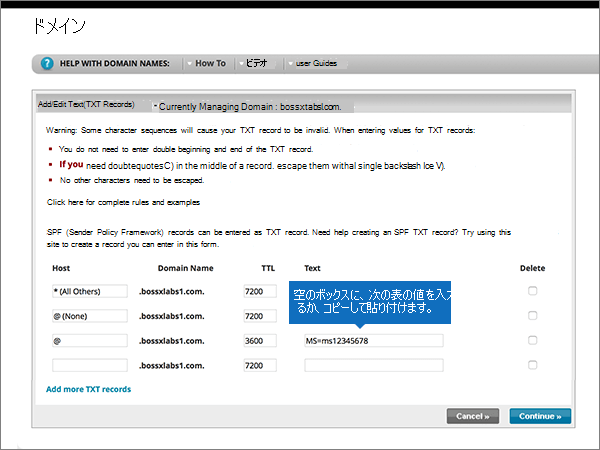 ドメイン
? HELP WITH DOMAIN NAMES: How To ビデオ user Guides
Add/Edit Text(TXT Records) * Currently Managing Domain : bossxtabsl.com.
Warning: Some character sequences will cause your TXT record to be invalid. When entering values for TXT records:
You do not need to enter double beginning and end of the TXT record.
If you need doubtequotesC) in the middle of a record. escape them withal single backslash Ice V).
No other characters need to be escaped.
Click here for complete rules and examples
SPF (Sender Policy Framework) records can be entered as TXT record. Need help creating an SPF TXT record? Try using this
site to create a record you can enter in this form.
Host Domain Name TTL Text Delete
* (All Others) .bossxlabs1.com. 7200
空のボックスに、次の表の値を入力
るか、コピーして貼り付けます。
@ (None) .bossxlabs1.com. 7200
@ .bossxlabs1.com. 3600 MS=ms12345678
.bossxlabs1.com. 7200
Add more TXT records
Cancel » Continue »